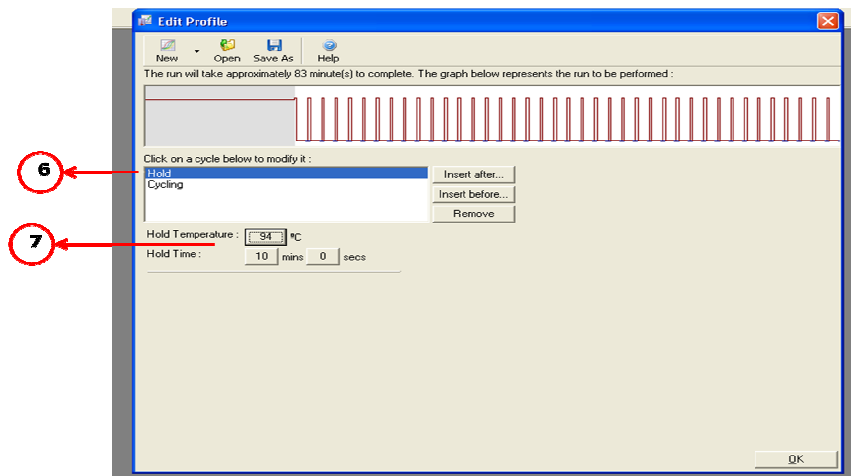 Edit Profile
New Open Save As Help
The run will take approximately 83 minute(s) to complete. The graph below represents the run to be performed :
Click on a cycle below to modify it :
6
Hold
Cycling
Insert after...
Insert before...
Remove
7
Hold Temperature : 94 ºC
Hold Time : 10 mins 0 secs
OK